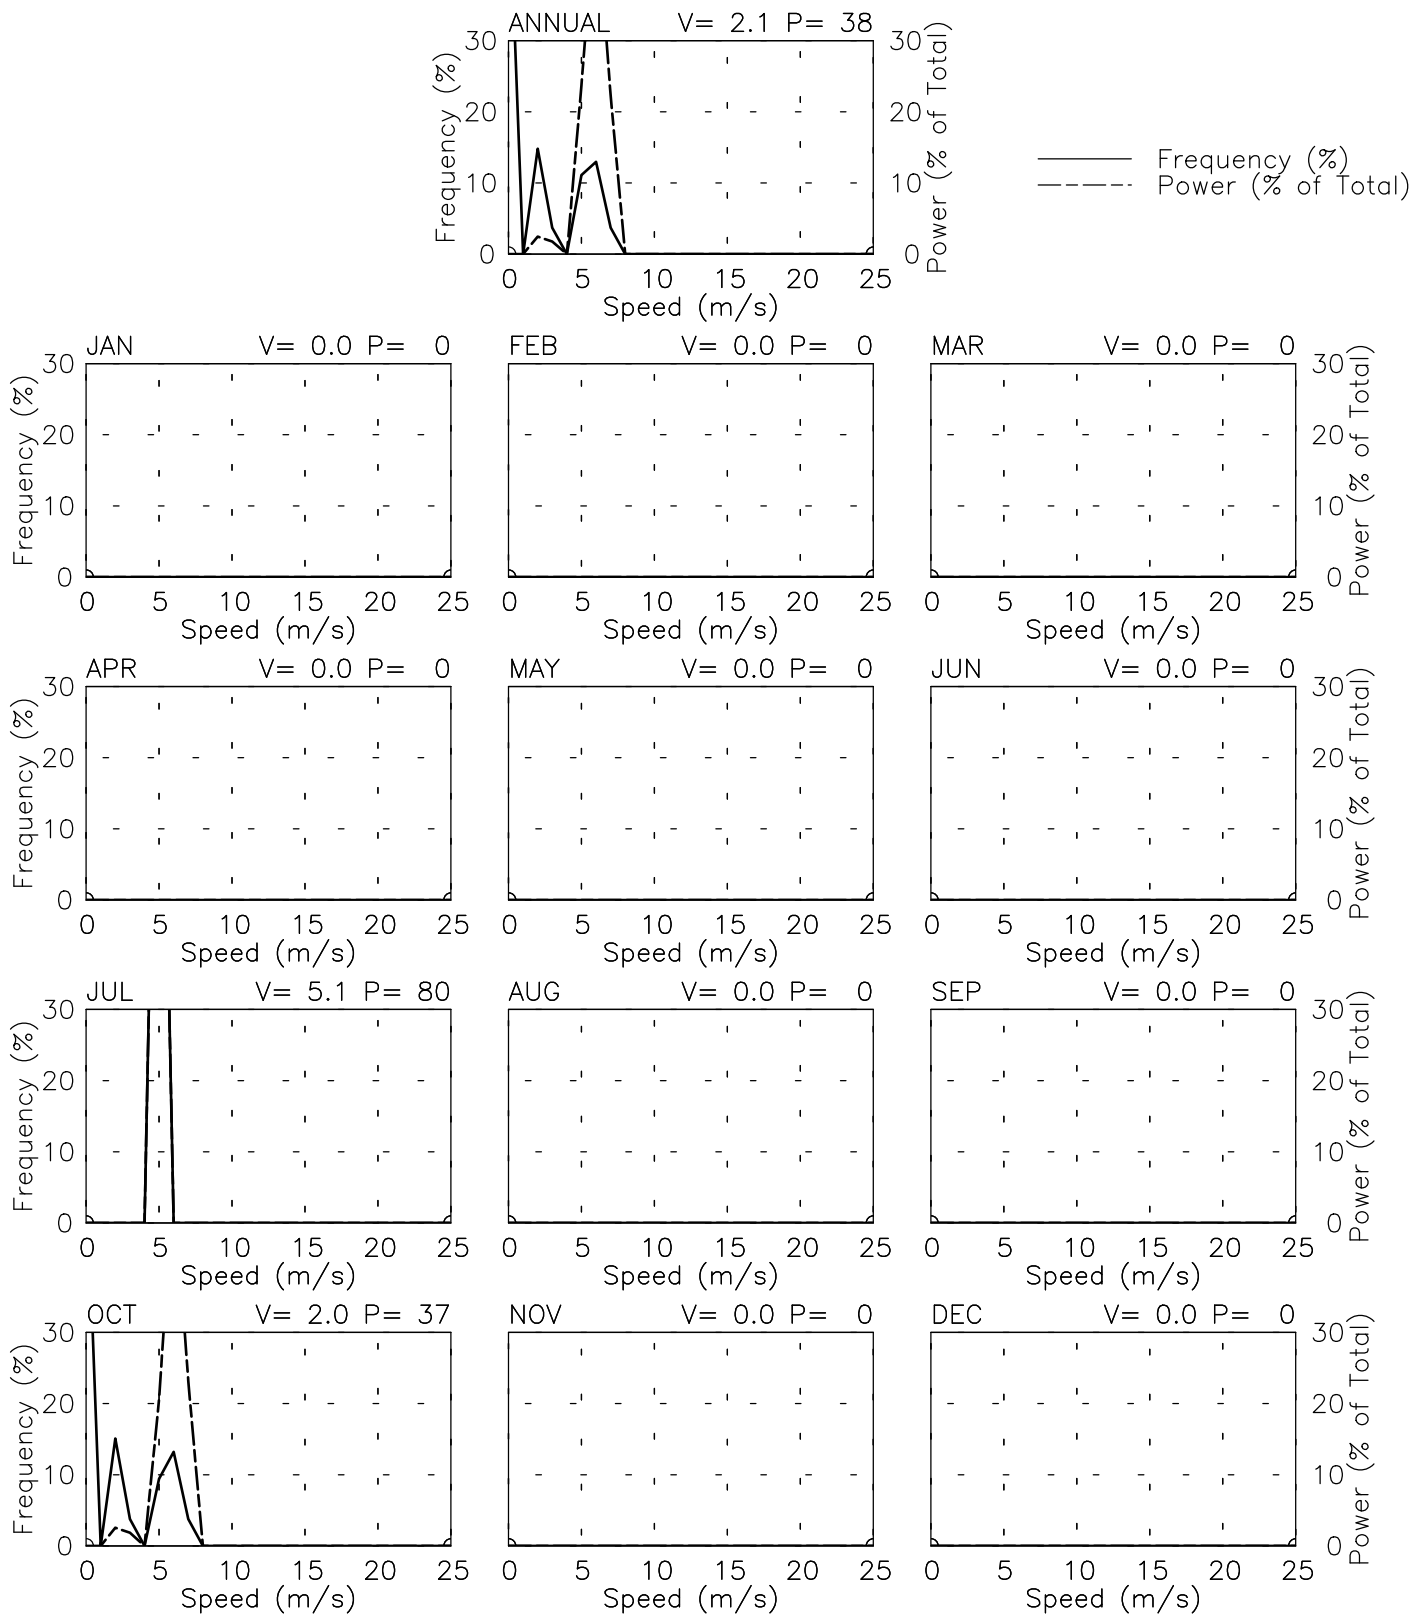 ANNUAL V= 2.1 P= 38
30 30
20 20
10 10
0 0
Frequency (%)
Power (% of Total)
0 5 10 15 20 25
Speed (m/s)
Frequency (%)
Power (% of Total)
JAN V= 0.0 P= 0
30
20
10
0
Frequency (%)
0 5 10 15 20 25
Speed (m/s)
FEB V= 0.0 P= 0
0 5 10 15 20 25
Speed (m/s)
MAR V= 0.0 P= 0
30
20
10
0
Power (% of Total)
0 5 10 15 20 25
Speed (m/s)
APR V= 0.0 P= 0
30
20
10
0
Frequency (%)
0 5 10 15 20 25
Speed (m/s)
MAY V= 0.0 P= 0
0 5 10 15 20 25
Speed (m/s)
JUN V= 0.0 P= 0
30
20
10
0
Power (% of Total)
0 5 10 15 20 25
Speed (m/s)
JUL V= 5.1 P= 80
30
20
10
0
Frequency (%)
0 5 10 15 20 25
Speed (m/s)
AUG V= 0.0 P= 0
0 5 10 15 20 25
Speed (m/s)
SEP V= 0.0 P= 0
30
20
10
0
Power (% of Total)
0 5 10 15 20 25
Speed (m/s)
OCT V= 2.0 P= 37
30
20
10
0
Frequency (%)
0 5 10 15 20 25
Speed (m/s)
NOV V= 0.0 P= 0
0 5 10 15 20 25
Speed (m/s)
DEC V= 0.0 P= 0
30
20
10
0
Power (% of Total)
0 5 10 15 20 25
Speed (m/s)